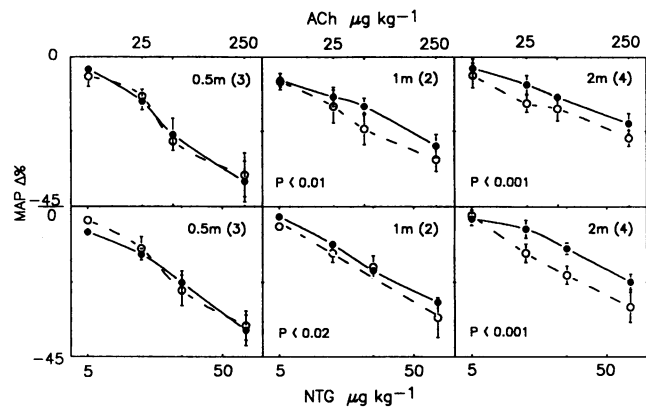 ACh µg kg−1
25 250 25 250 25 250
0
0.5m (3) 1m (2) 2m (4)
MAP Δ%
P < 0.01 P < 0.001
−45
0
0.5m (3) 1m (2) 2m (4)
P < 0.02 P < 0.001
−45
5 50 5 50 5 50
NTG µg kg−1